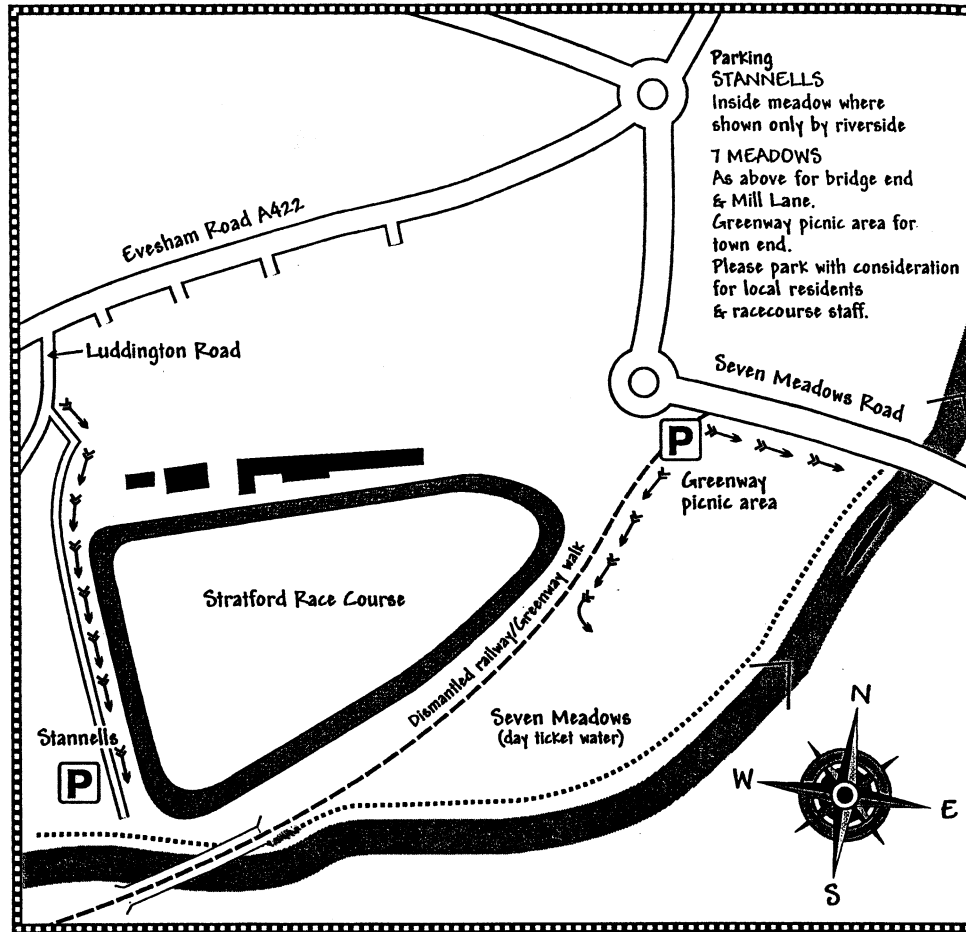 Parking
STANNELLS
Inside meadow where
shown only by riverside
7 MEADOWS
As above for bridge end
& Mill Lane.
Greenway picnic area for
town end.
Please park with consideration
for local residents
& racecourse staff.
Evesham Road A422
Luddington Road
Seven Meadows Road
P
Greenway
picnic area
Stratford Race Course
Dismantled railway/Greenway walk
Seven Meadows
(day ticket water)
Stannells
P
N
W
E
S